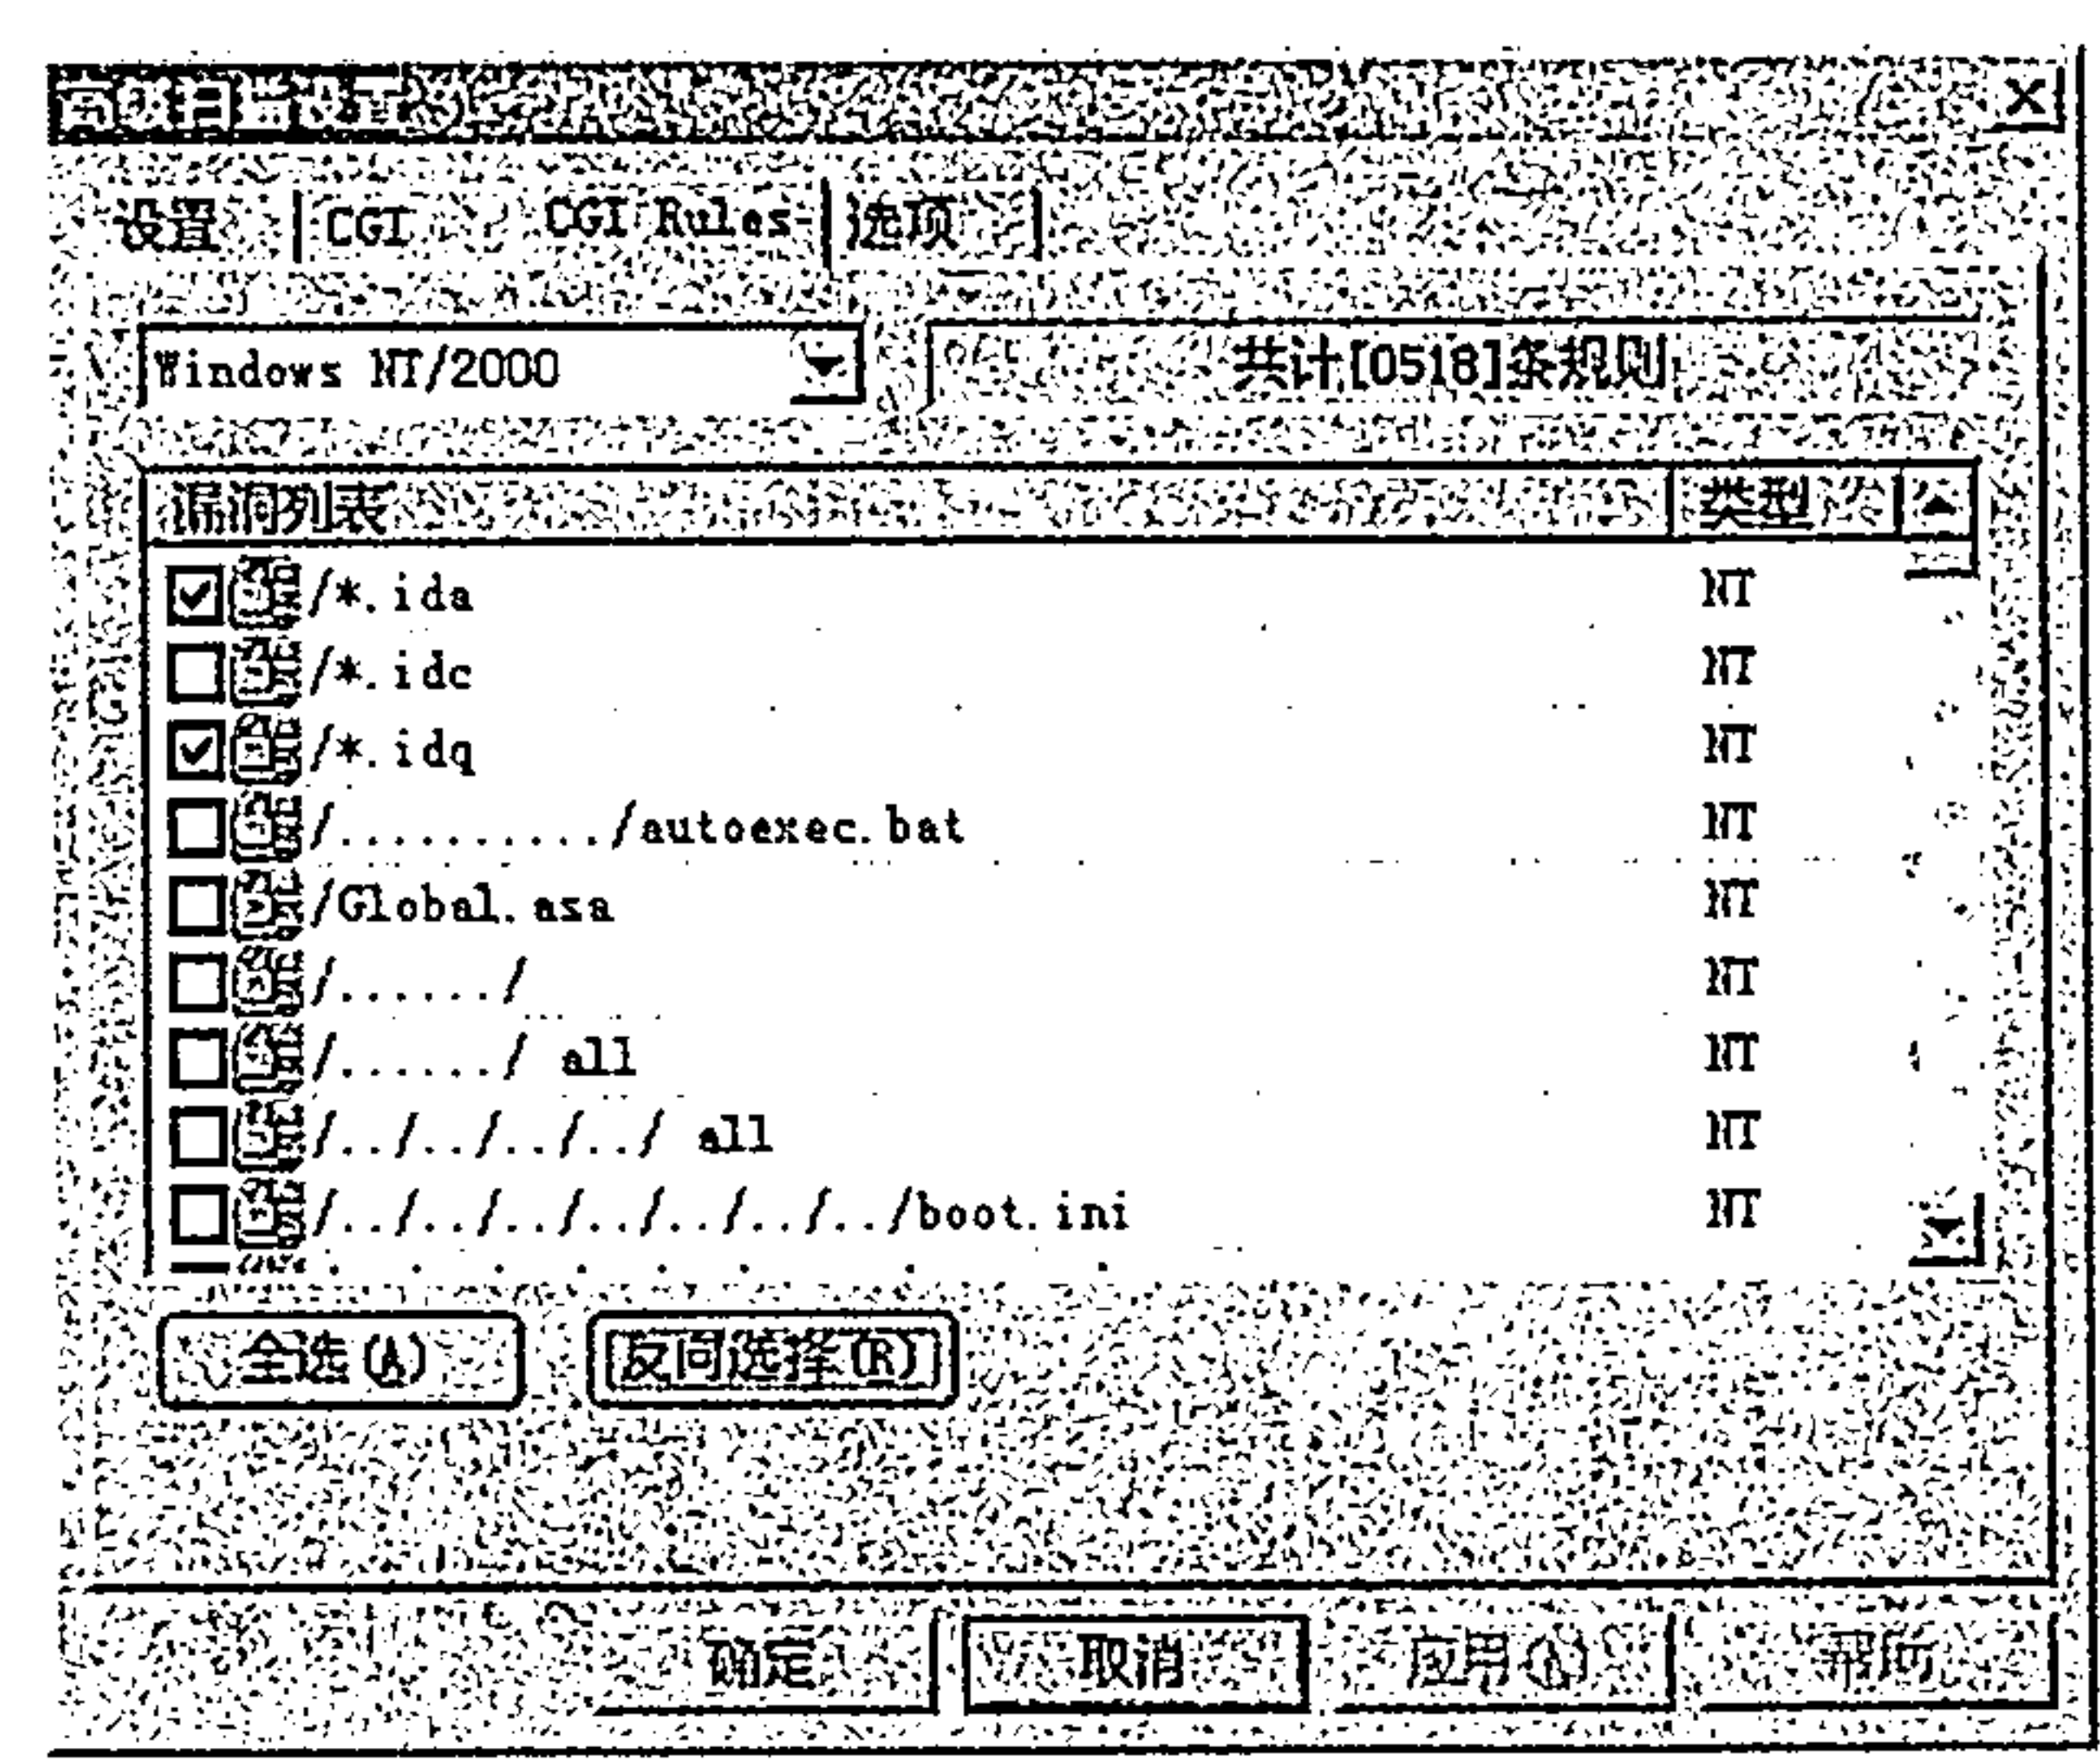 高级扫描设置
设置 CGI CGI Rules 选项
Windows NT/2000 共计[0518]条规则
漏洞列表 类型
/*.ida NT
/*.idc NT
/*.idq NT
/........../autoexec.bat NT
/Global.asa NT
/....../ NT
/....../ all NT
/../../../../ all NT
/../../../../../../../boot.ini NT
全选(A) 反向选择(R)
确定 取消 应用(A) 帮助